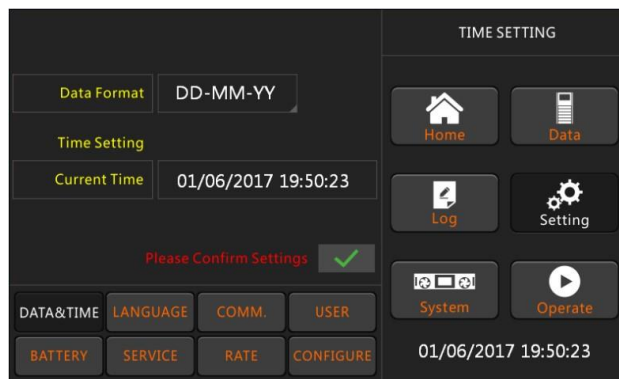 TIME SETTING
Data Format
DD-MM-YY
Time Setting
Current Time
01/06/2017 19:50:23
Please Confirm Settings
Home
Data
Log
Setting
System
Operate
DATA&TIME
LANGUAGE
COMM.
USER
BATTERY
SERVICE
RATE
CONFIGURE
01/06/2017 19:50:23